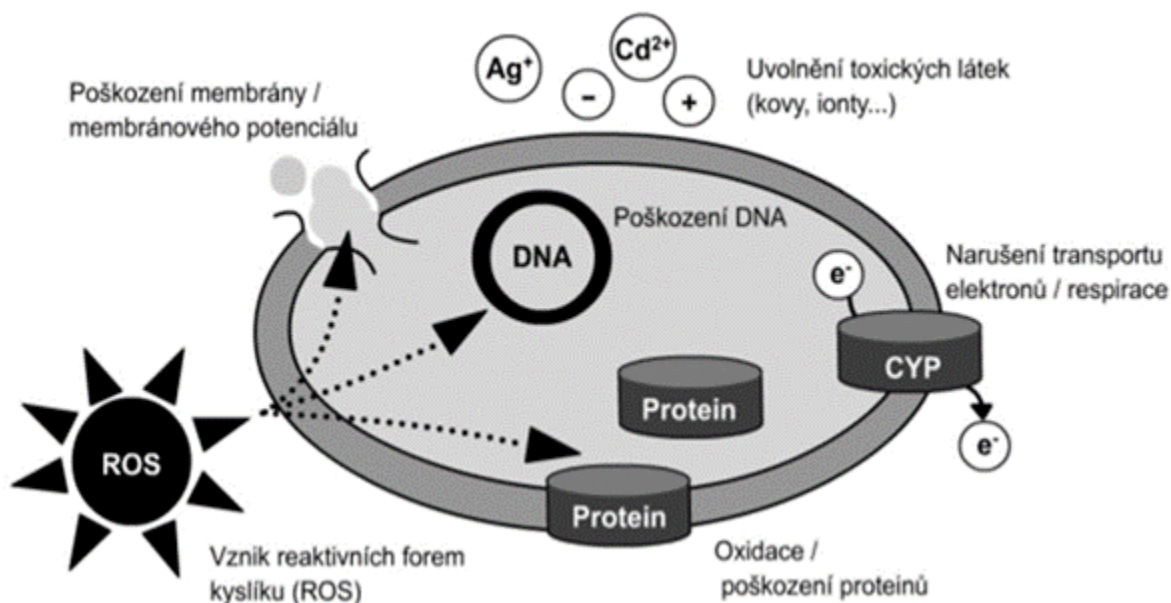 Ag⁺
Cd²⁺
−
+
Uvolnění toxických látek
(kovy, ionty...)
Poškození membrány /
membránového potenciálu
DNA
Poškození DNA
e⁻
Narušení transportu
elektronů / respirace
CYP
e⁻
Protein
ROS
Protein
Vznik reaktivních forem
kyslíku (ROS)
Oxidace /
poškození proteinů